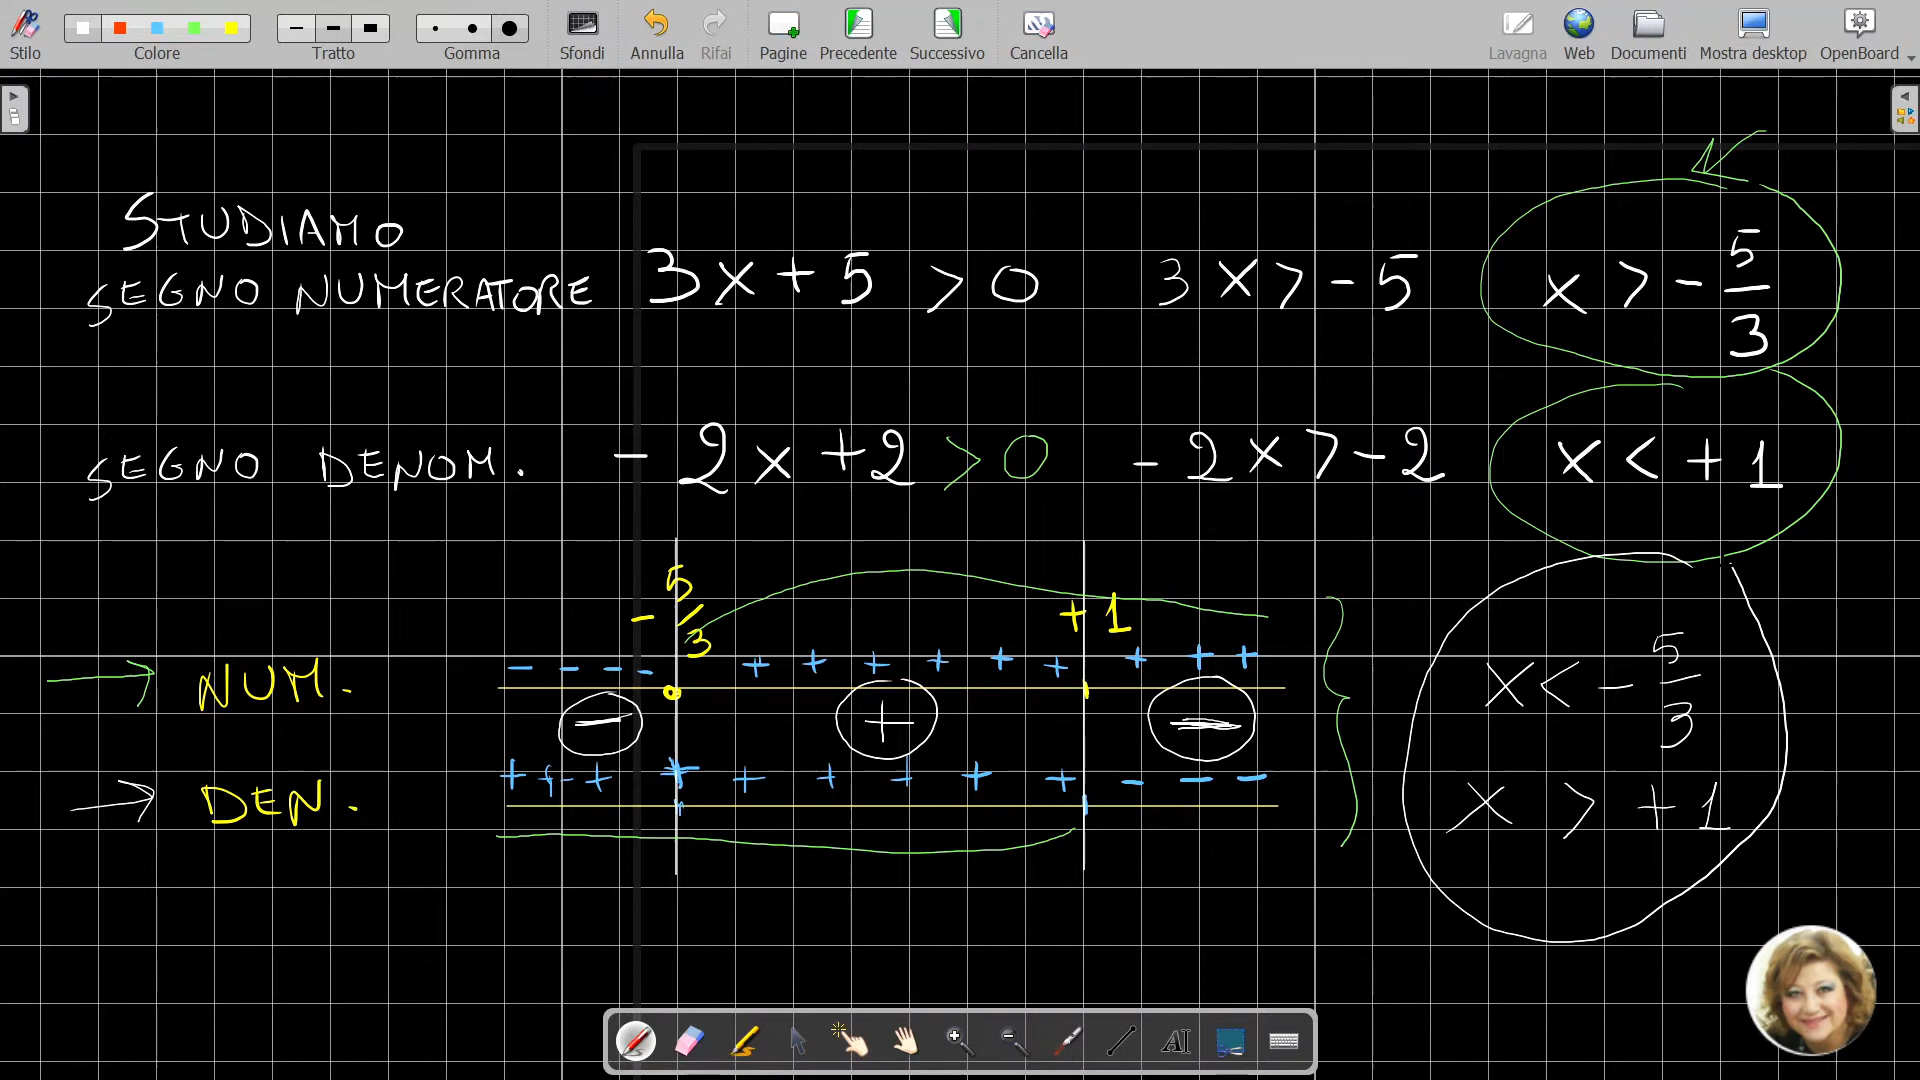 Stilo Colore Tratto Gomma Sfondi Annulla Rifai Pagine Precedente Successivo Cancella Lavagna Web Documenti Mostra desktop OpenBoard
STUDIAMO
SEGNO NUMERATORE 3x + 5 > 0 3x > - 5 x > - 5/3
SEGNO DENOM. - 2x + 2 > 0 - 2x > - 2 x < + 1
- 5/3 + 1
- - - - + + + + + + + + +
NUM.
- + -
x < - 5/3
+ + + + + + + + + + - - -
DEN.
x > + 1
AI